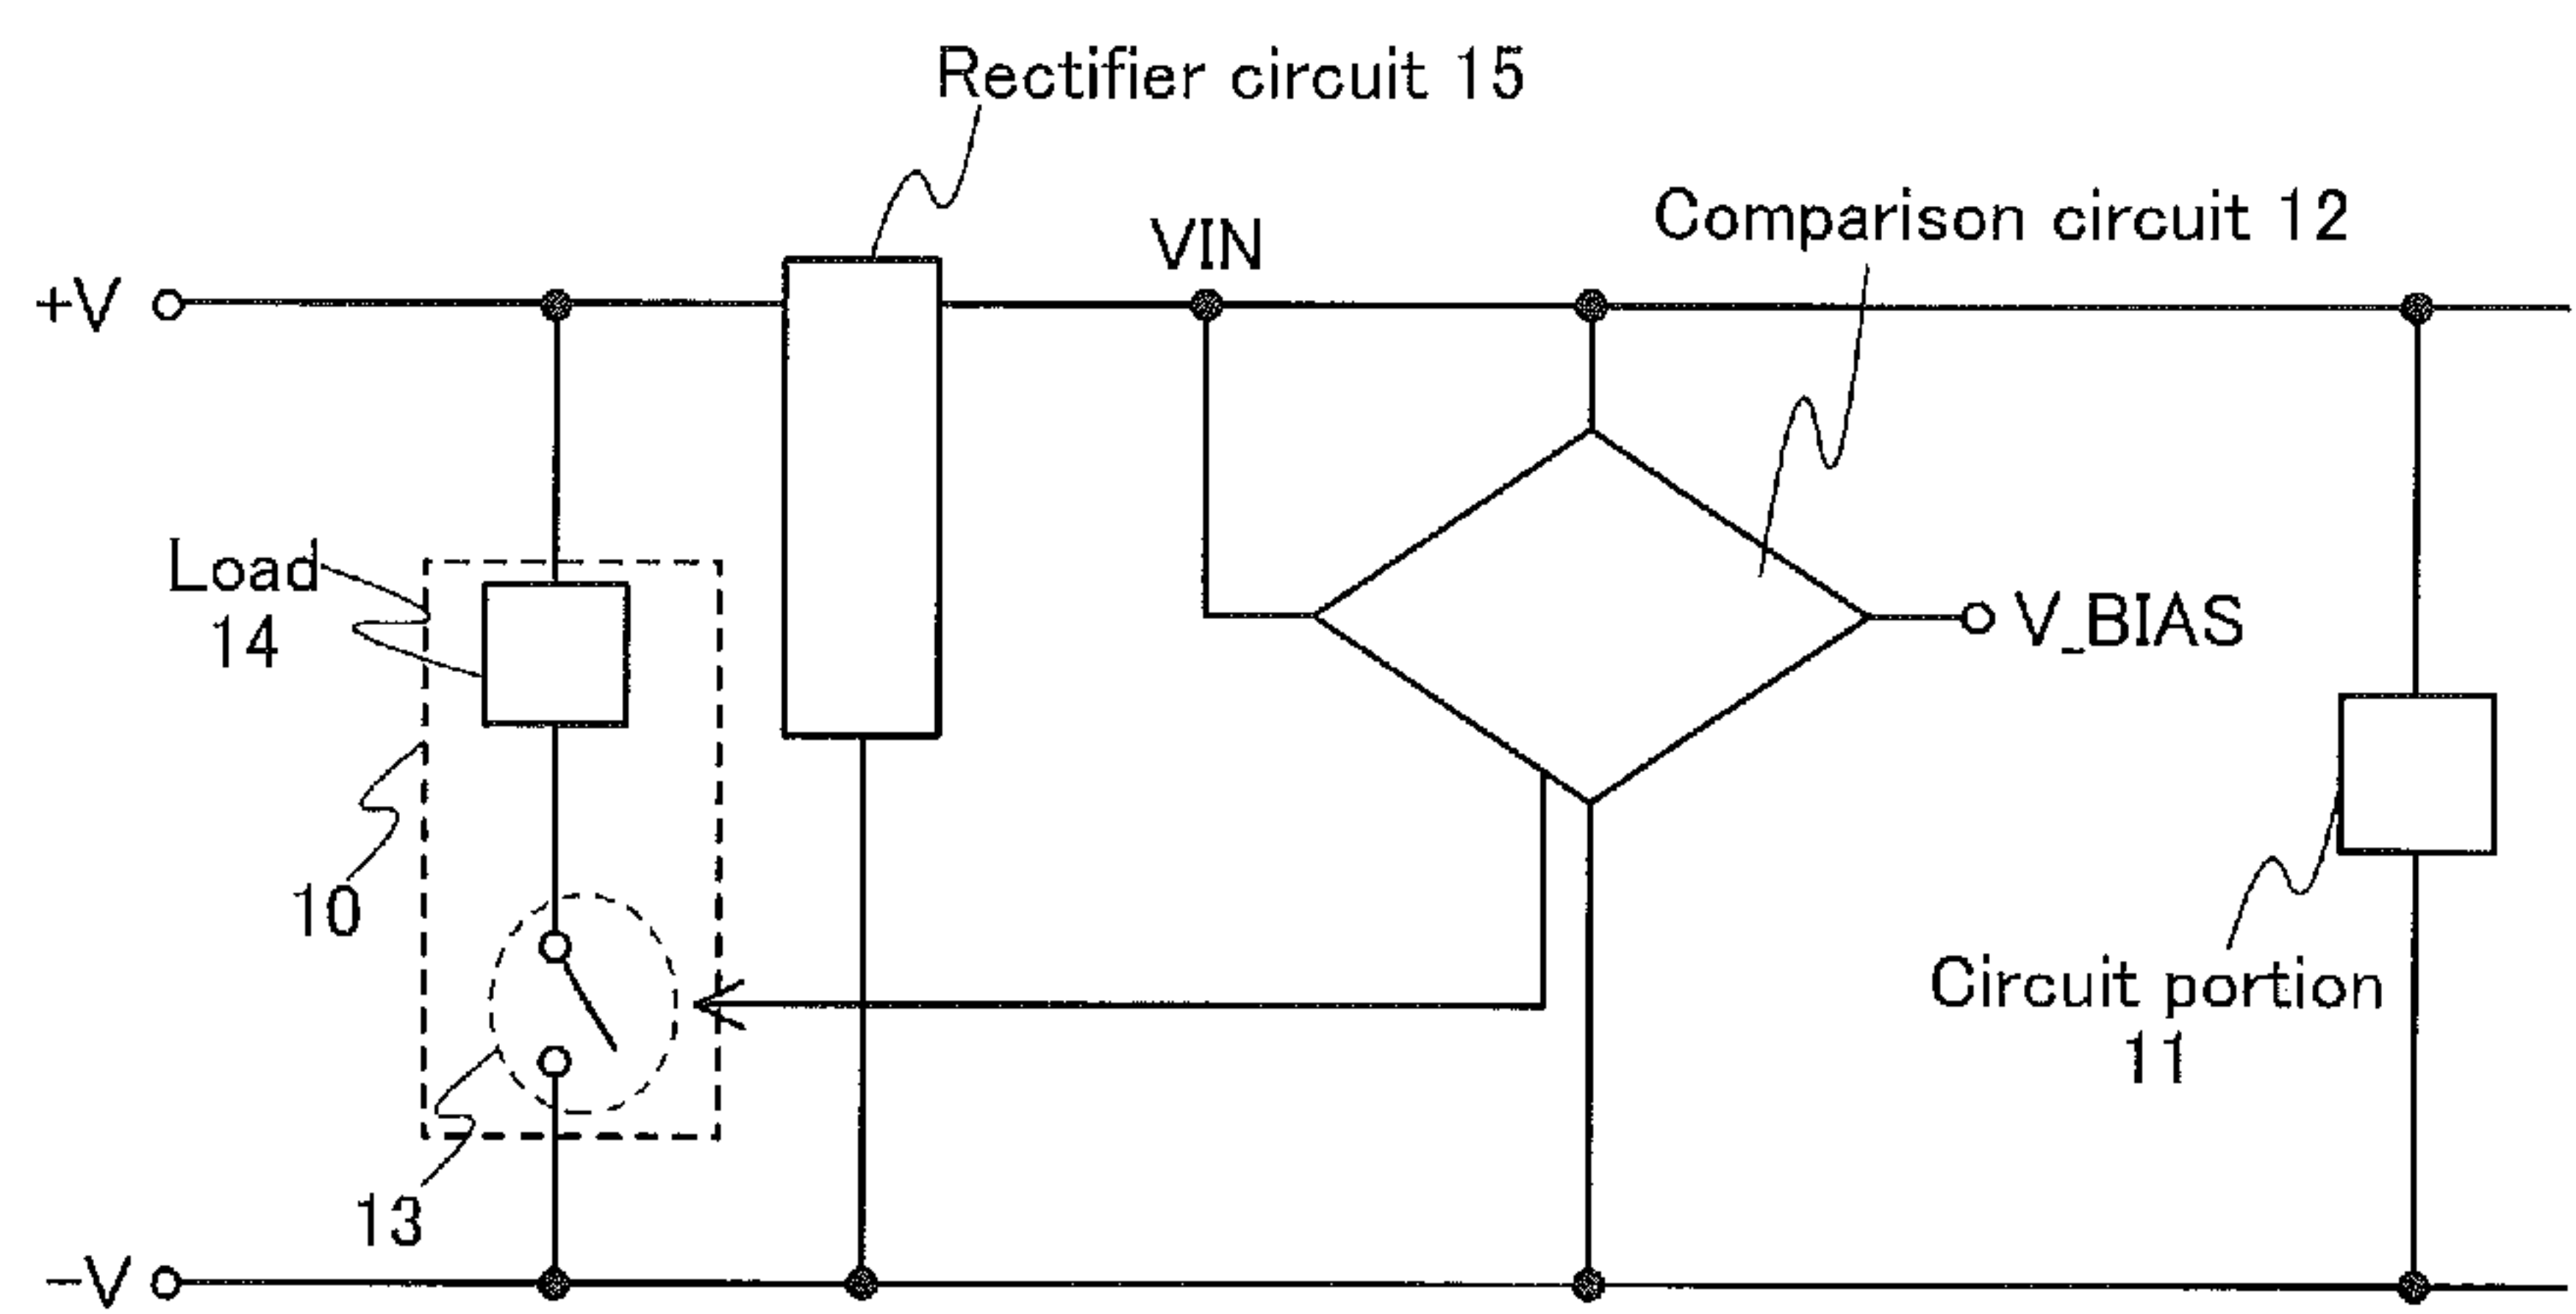 Rectifier circuit 15
Comparison circuit 12
VIN
+V
Load
14
V_BIAS
10
Circuit portion
11
13
-V